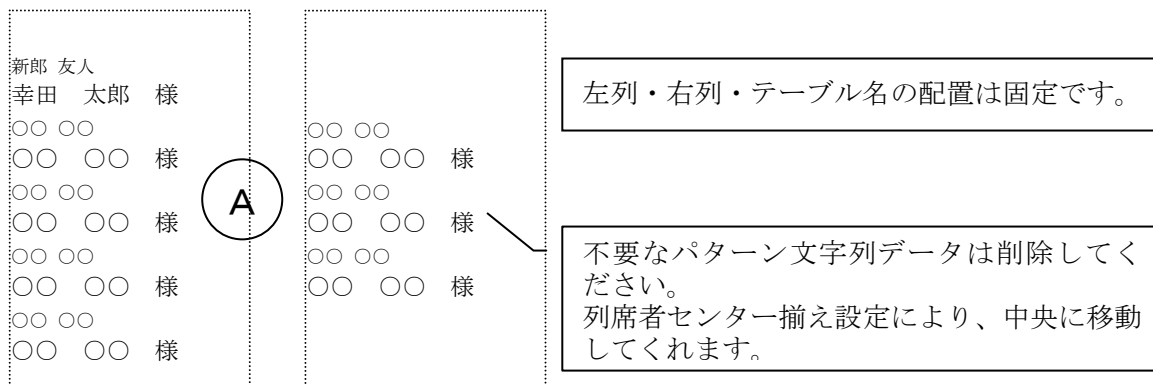 新郎 友人
幸田　太郎　様
○○ ○○
○○　○○　様
○○ ○○
○○　○○　様
○○ ○○
○○　○○　様
○○ ○○
○○　○○　様
A
○○ ○○
○○　○○　様
○○ ○○
○○　○○　様
○○ ○○
○○　○○　様
左列・右列・テーブル名の配置は固定です。
不要なパターン文字列データは削除してく
ださい。
列席者センター揃え設定により、中央に移動
してくれます。